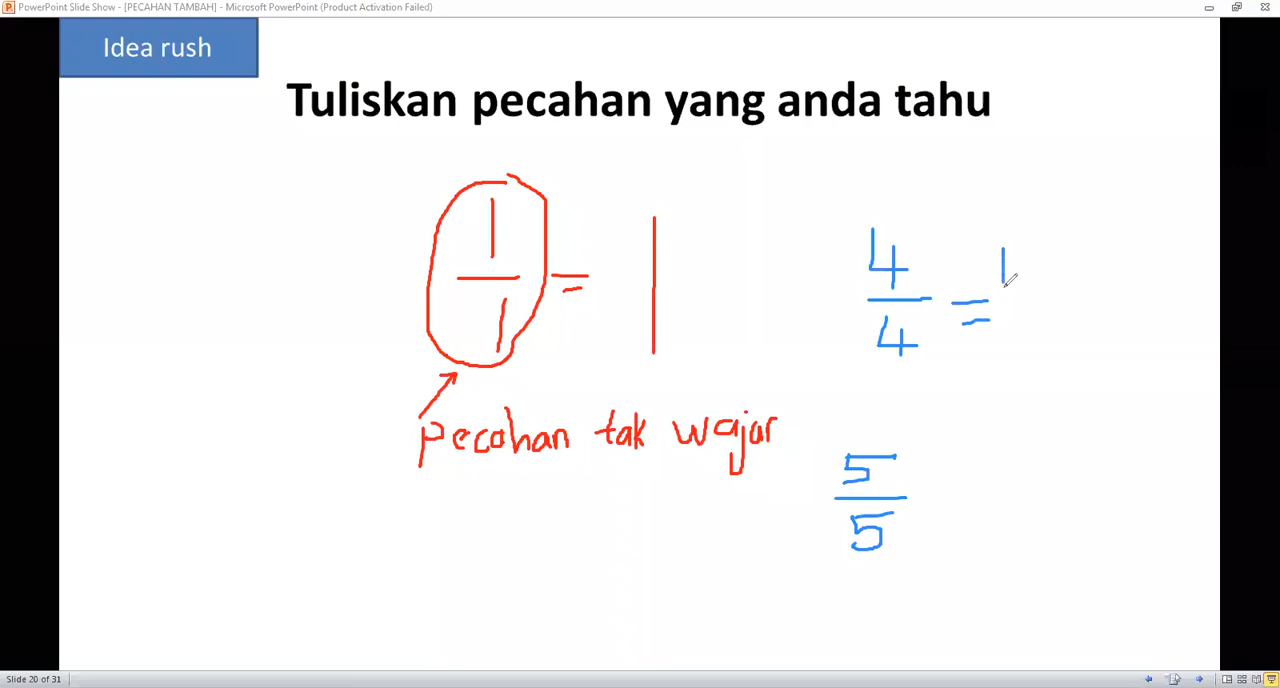 PowerPoint Slide Show - [PECAHAN TAMBAH] - Microsoft PowerPoint (Product Activation Failed)
Idea rush
Tuliskan pecahan yang anda tahu
1/1 = 1
4/4 = 1
pecahan tak wajar
5/5
Slide 20 of 31